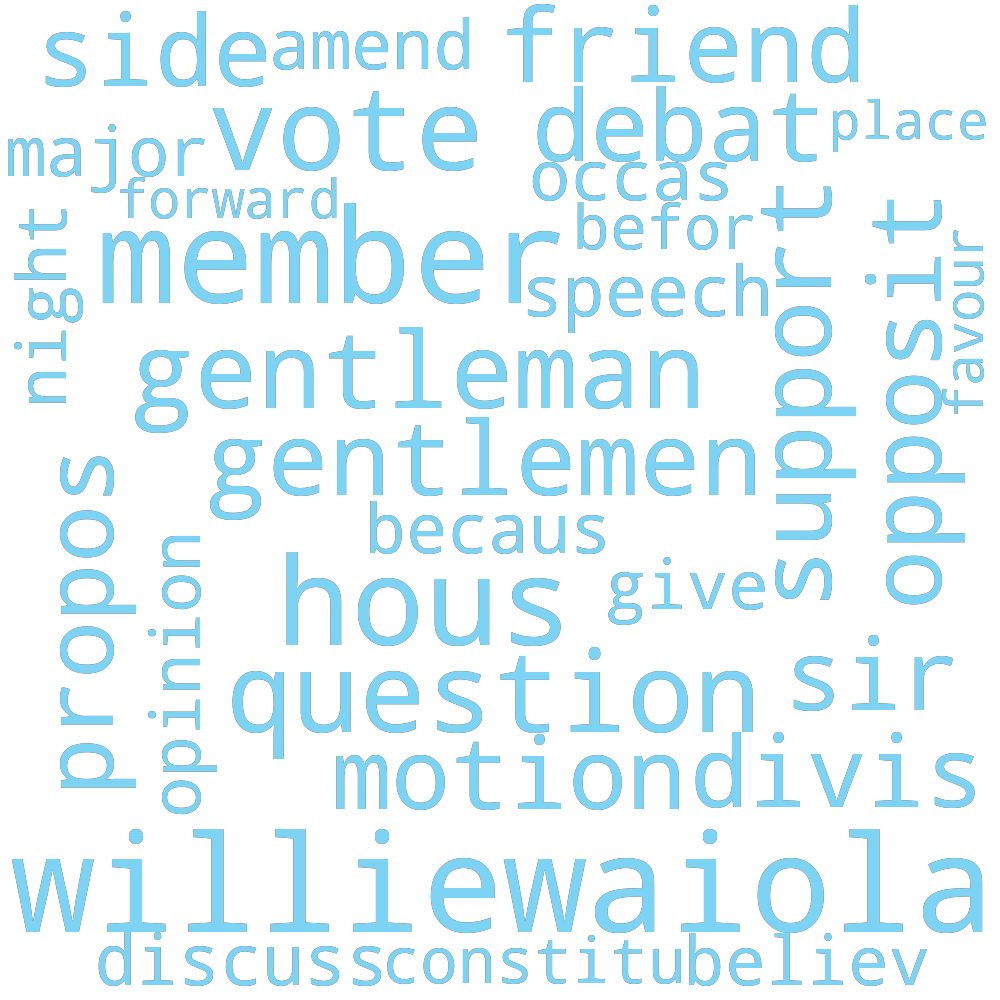 side
amend
friend
vote
debat
place
major
occas
forward
befor
member
speech
night
support
opposit
favour
gentleman
gentlemen
propos
becaus
opinion
hous
give
question
sir
motion
divis
williewaiola
discuss
constitu
believ